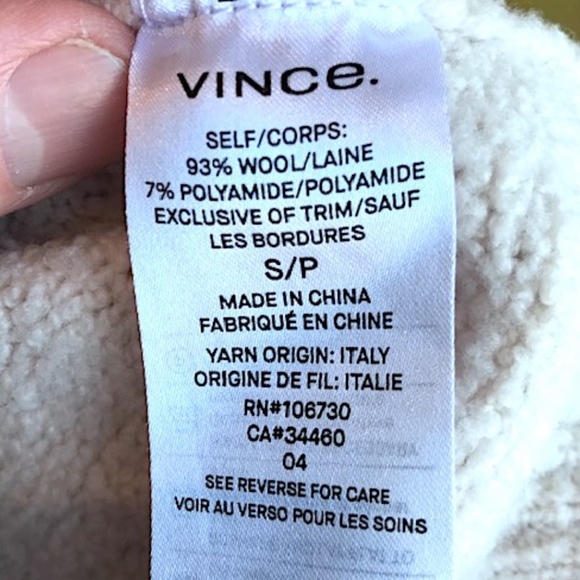 VINCe.
SELF/CORPS:
93% WOOL/LAINE
7% POLYAMIDE/POLYAMIDE
EXCLUSIVE OF TRIM/SAUF
LES BORDURES
S/P
MADE IN CHINA
FABRIQUÉ EN CHINE
YARN ORIGIN: ITALY
ORIGINE DE FIL: ITALIE
RN#106730
CA#34460
04
SEE REVERSE FOR CARE
VOIR AU VERSO POUR LES SOINS